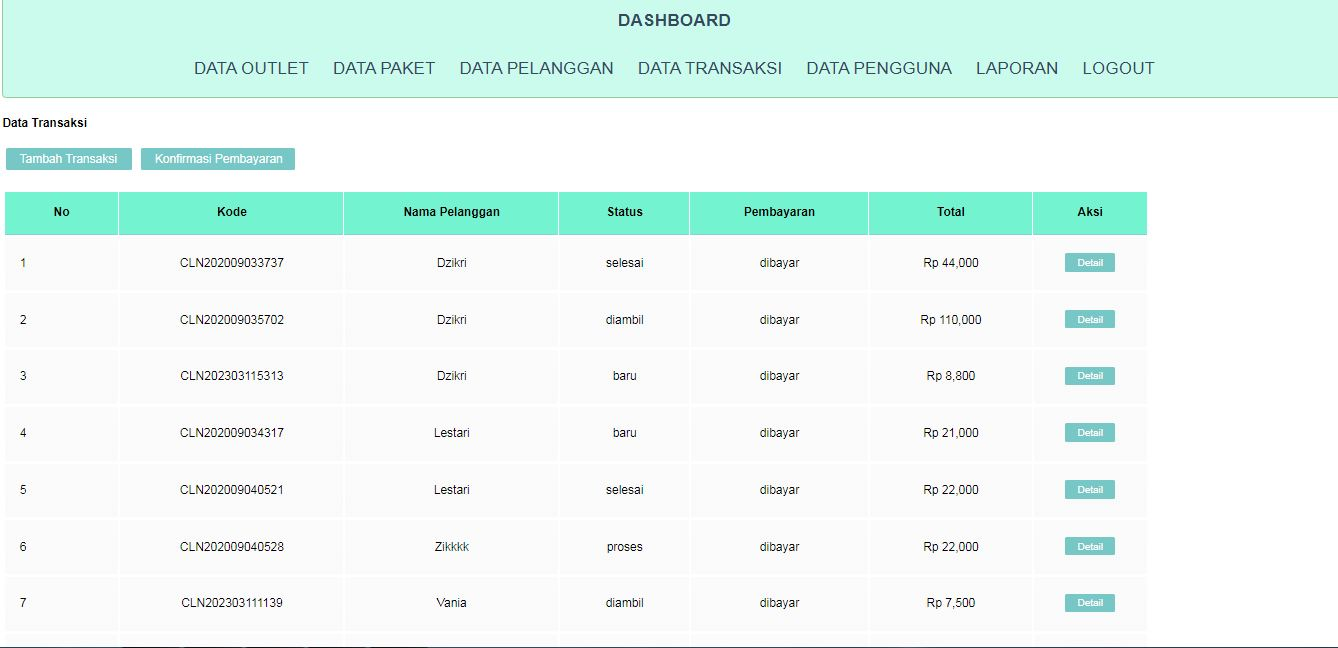 DASHBOARD
DATA OUTLET DATA PAKET DATA PELANGGAN DATA TRANSAKSI DATA PENGGUNA LAPORAN LOGOUT
Data Transaksi
Tambah Transaksi Konfirmasi Pembayaran
No Kode Nama Pelanggan Status Pembayaran Total Aksi
1 CLN202009033737 Dzikri selesai dibayar Rp 44,000 Detail
2 CLN202009035702 Dzikri diambil dibayar Rp 110,000 Detail
3 CLN202303115313 Dzikri baru dibayar Rp 8,800 Detail
4 CLN202009034317 Lestari baru dibayar Rp 21,000 Detail
5 CLN202009040521 Lestari selesai dibayar Rp 22,000 Detail
6 CLN202009040528 Zikkkk proses dibayar Rp 22,000 Detail
7 CLN202303111139 Vania diambil dibayar Rp 7,500 Detail